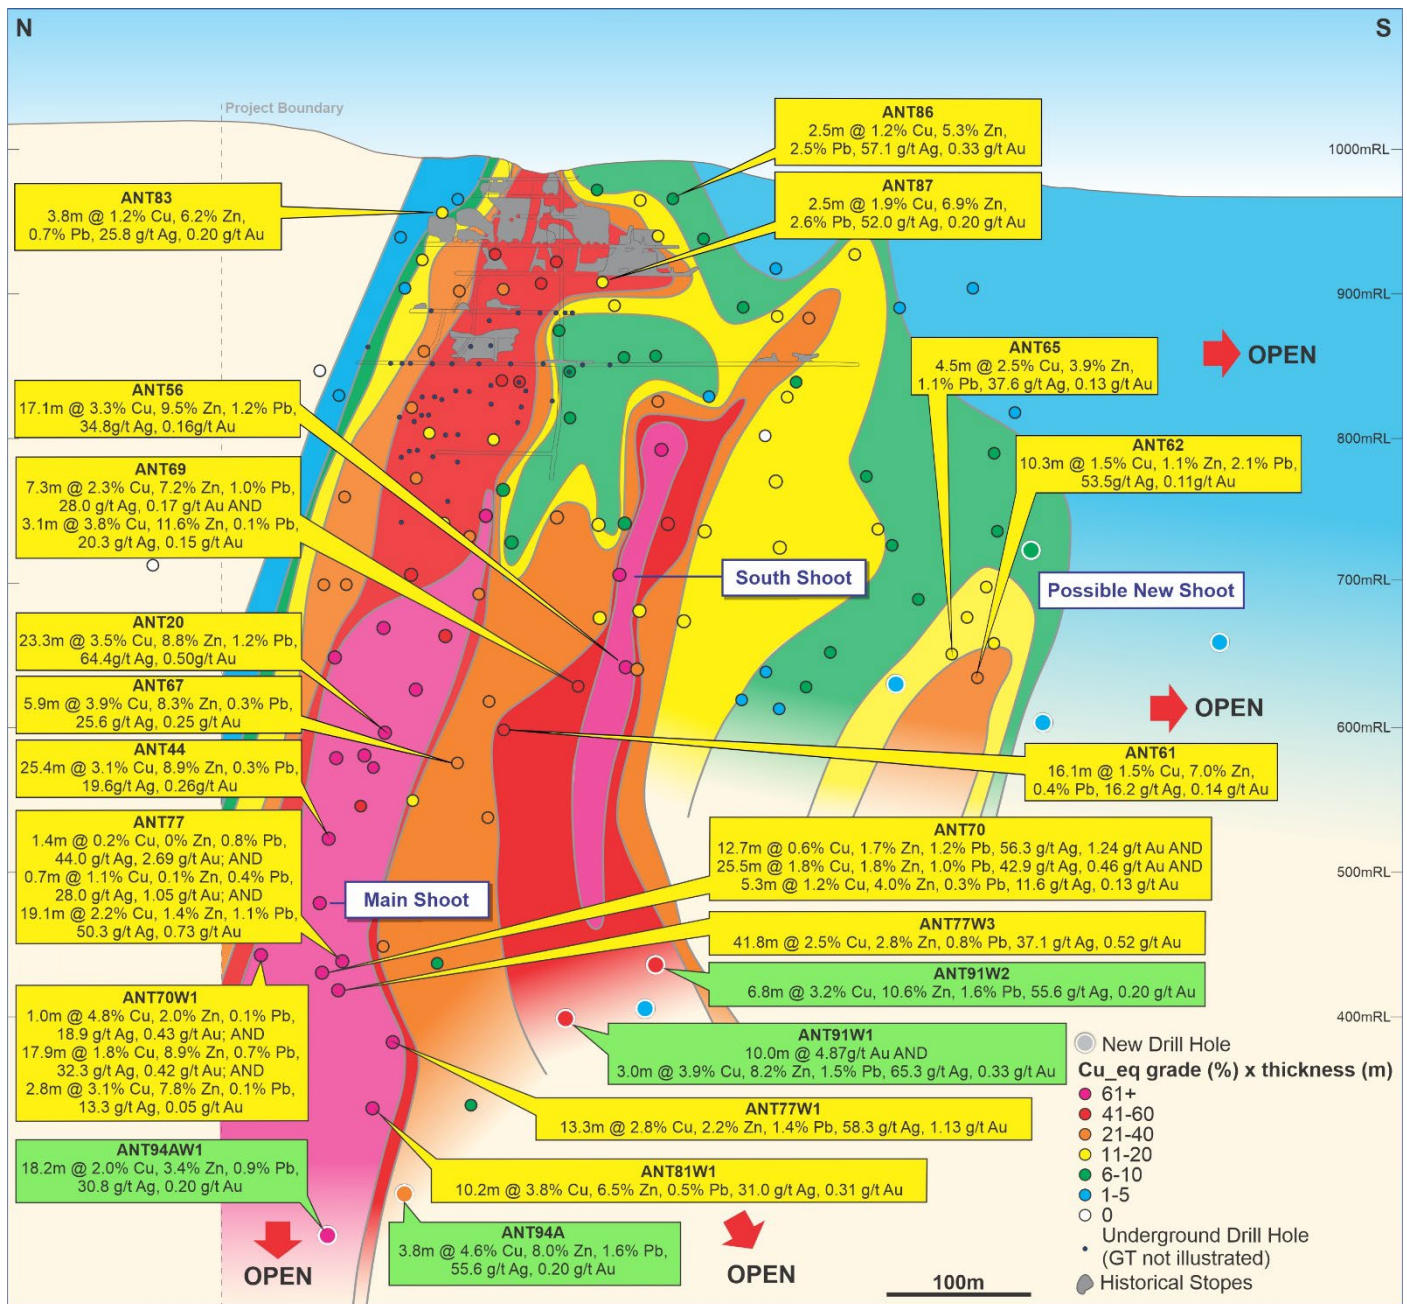 N
S
Project Boundary
ANT86
2.5m @ 1.2% Cu, 5.3% Zn,
2.5% Pb, 57.1 g/t Ag, 0.33 g/t Au
1000mRL
ANT87
2.5m @ 1.9% Cu, 6.9% Zn,
2.6% Pb, 52.0 g/t Ag, 0.20 g/t Au
ANT83
3.8m @ 1.2% Cu, 6.2% Zn,
0.7% Pb, 25.8 g/t Ag, 0.20 g/t Au
900mRL
ANT65
4.5m @ 2.5% Cu, 3.9% Zn,
1.1% Pb, 37.6 g/t Ag, 0.13 g/t Au
OPEN
ANT56
17.1m @ 3.3% Cu, 9.5% Zn, 1.2% Pb,
34.8g/t Ag, 0.16g/t Au
800mRL
ANT62
10.3m @ 1.5% Cu, 1.1% Zn, 2.1% Pb,
53.5g/t Ag, 0.11g/t Au
ANT69
7.3m @ 2.3% Cu, 7.2% Zn, 1.0% Pb,
28.0 g/t Ag, 0.17 g/t Au AND
3.1m @ 3.8% Cu, 11.6% Zn, 0.1% Pb,
20.3 g/t Ag, 0.15 g/t Au
South Shoot
700mRL
Possible New Shoot
ANT20
23.3m @ 3.5% Cu, 8.8% Zn, 1.2% Pb,
64.4g/t Ag, 0.50g/t Au
ANT67
5.9m @ 3.9% Cu, 8.3% Zn, 0.3% Pb,
25.6 g/t Ag, 0.25 g/t Au
OPEN
600mRL
ANT44
25.4m @ 3.1% Cu, 8.9% Zn, 0.3% Pb,
19.6g/t Ag, 0.26g/t Au
ANT61
16.1m @ 1.5% Cu, 7.0% Zn,
0.4% Pb, 16.2 g/t Ag, 0.14 g/t Au
ANT77
1.4m @ 0.2% Cu, 0% Zn, 0.8% Pb,
44.0 g/t Ag, 2.69 g/t Au; AND
0.7m @ 1.1% Cu, 0.1% Zn, 0.4% Pb,
28.0 g/t Ag, 1.05 g/t Au; AND
19.1m @ 2.2% Cu, 1.4% Zn, 1.1% Pb,
50.3 g/t Ag, 0.73 g/t Au
ANT70
12.7m @ 0.6% Cu, 1.7% Zn, 1.2% Pb, 56.3 g/t Ag, 1.24 g/t Au AND
25.5m @ 1.8% Cu, 1.8% Zn, 1.0% Pb, 42.9 g/t Ag, 0.46 g/t Au AND
5.3m @ 1.2% Cu, 4.0% Zn, 0.3% Pb, 11.6 g/t Ag, 0.13 g/t Au
500mRL
Main Shoot
ANT77W3
41.8m @ 2.5% Cu, 2.8% Zn, 0.8% Pb, 37.1 g/t Ag, 0.52 g/t Au
ANT91W2
6.8m @ 3.2% Cu, 10.6% Zn, 1.6% Pb, 55.6 g/t Ag, 0.20 g/t Au
ANT70W1
1.0m @ 4.8% Cu, 2.0% Zn, 0.1% Pb,
18.9 g/t Ag, 0.43 g/t Au; AND
17.9m @ 1.8% Cu, 8.9% Zn, 0.7% Pb,
32.3 g/t Ag, 0.42 g/t Au; AND
2.8m @ 3.1% Cu, 7.8% Zn, 0.1% Pb,
13.3 g/t Ag, 0.05 g/t Au
400mRL
ANT91W1
10.0m @ 4.87g/t Au AND
3.0m @ 3.9% Cu, 8.2% Zn, 1.5% Pb, 65.3 g/t Ag, 0.33 g/t Au
ANT77W1
13.3m @ 2.8% Cu, 2.2% Zn, 1.4% Pb, 58.3 g/t Ag, 1.13 g/t Au
ANT94AW1
18.2m @ 2.0% Cu, 3.4% Zn, 0.9% Pb,
30.8 g/t Ag, 0.20 g/t Au
ANT81W1
10.2m @ 3.8% Cu, 6.5% Zn, 0.5% Pb, 31.0 g/t Ag, 0.31 g/t Au
ANT94A
3.8m @ 4.6% Cu, 8.0% Zn, 1.6% Pb,
55.6 g/t Ag, 0.20 g/t Au
OPEN
OPEN
100m
New Drill Hole
Cu_eq grade (%) x thickness (m)
61+
41-60
21-40
11-20
6-10
1-5
0
Underground Drill Hole
(GT not illustrated)
Historical Stopes